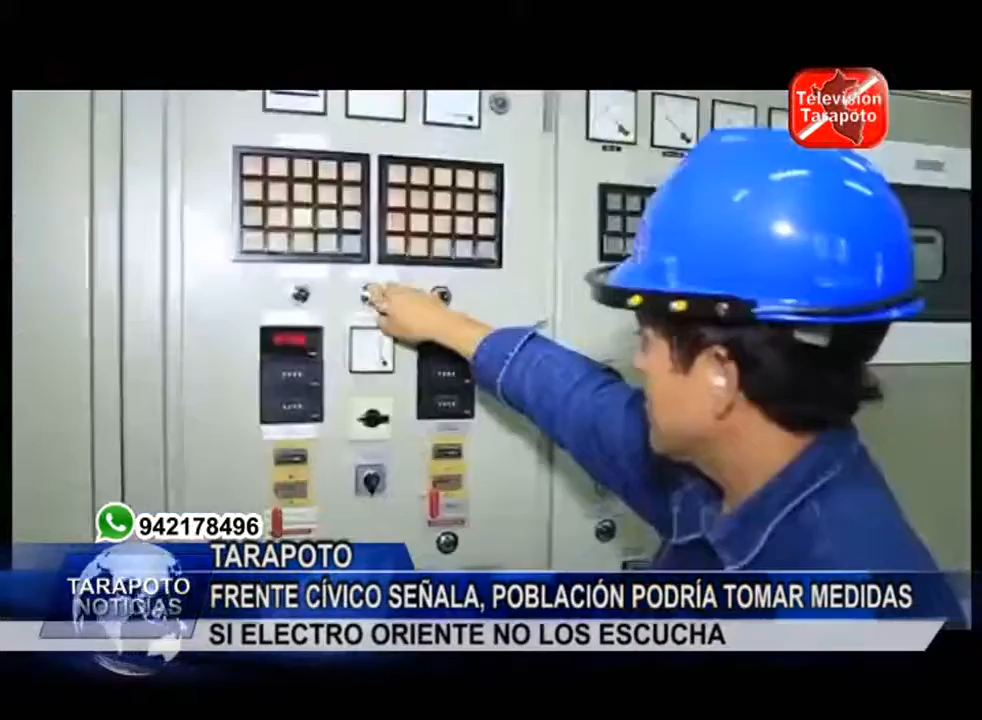 Televisión
Tarapoto
942178496
TARAPOTO
TARAPOTO
NOTICIAS
FRENTE CÍVICO SEÑALA, POBLACIÓN PODRÍA TOMAR MEDIDAS
SI ELECTRO ORIENTE NO LOS ESCUCHA